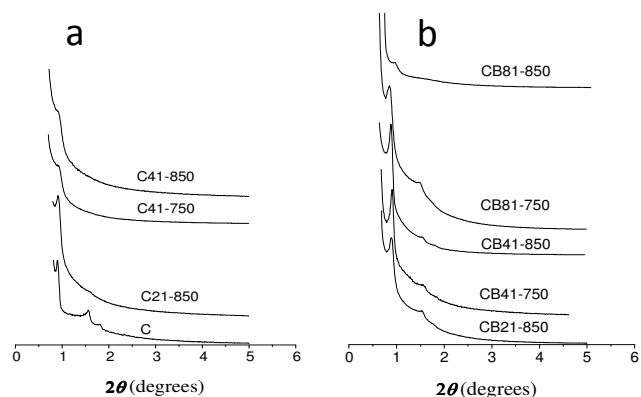 a
b
CB81-850
C41-850
C41-750
CB81-750
CB41-850
C21-850
CB41-750
C
CB21-850
0 1 2 3 4 5 6
0 1 2 3 4 5 6
2θ (degrees)
2θ (degrees)